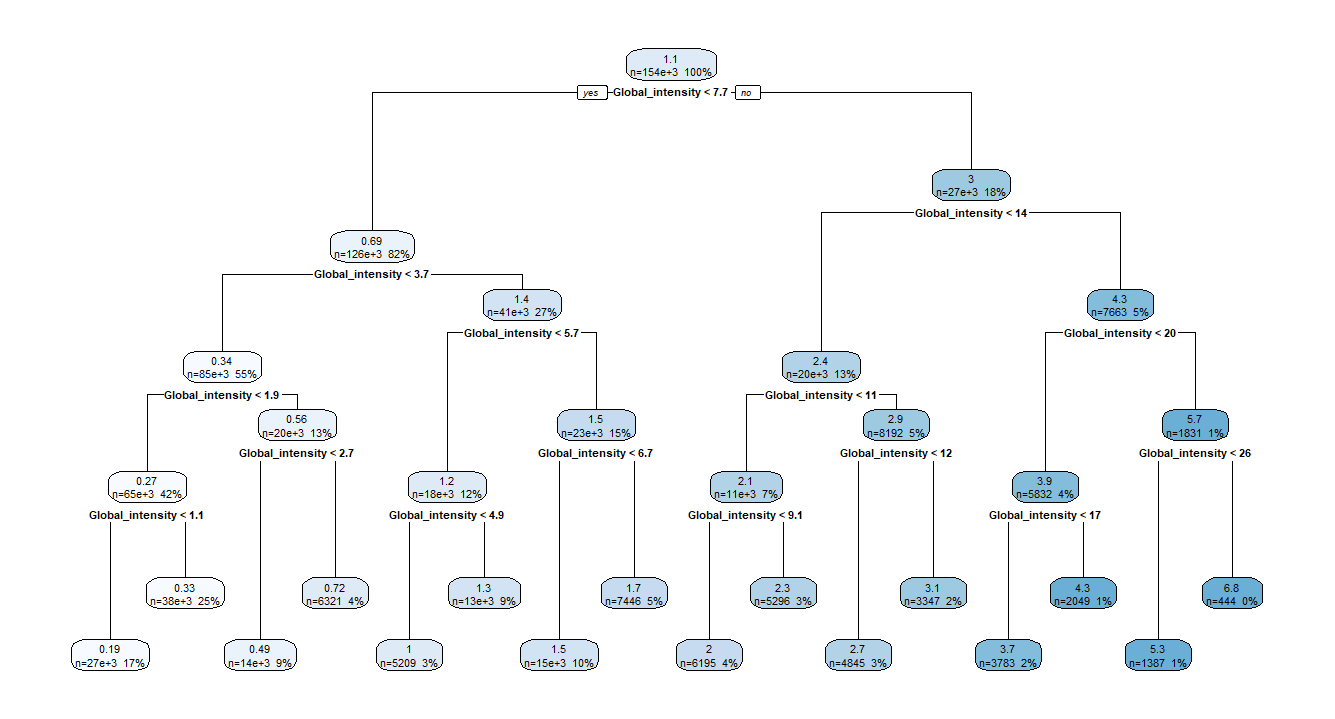 1.1
n=154e+3 100%
yes Global_intensity < 7.7 no
3
n=27e+3 18%
Global_intensity < 14
0.69
n=126e+3 82%
Global_intensity < 3.7
1.4
n=41e+3 27%
Global_intensity < 5.7
4.3
n=7663 5%
Global_intensity < 20
0.34
n=85e+3 55%
Global_intensity < 1.9
2.4
n=20e+3 13%
Global_intensity < 11
0.56
n=20e+3 13%
Global_intensity < 2.7
1.5
n=23e+3 15%
Global_intensity < 6.7
2.9
n=8192 5%
Global_intensity < 12
5.7
n=1831 1%
Global_intensity < 26
0.27
n=65e+3 42%
Global_intensity < 1.1
1.2
n=18e+3 12%
Global_intensity < 4.9
2.1
n=11e+3 7%
Global_intensity < 9.1
3.9
n=5832 4%
Global_intensity < 17
0.33
n=38e+3 25%
0.72
n=6321 4%
1.3
n=13e+3 9%
1.7
n=7446 5%
2.3
n=5296 3%
3.1
n=3347 2%
4.3
n=2049 1%
6.8
n=444 0%
0.19
n=27e+3 17%
0.49
n=14e+3 9%
1
n=5209 3%
1.5
n=15e+3 10%
2
n=6195 4%
2.7
n=4845 3%
3.7
n=3783 2%
5.3
n=1387 1%